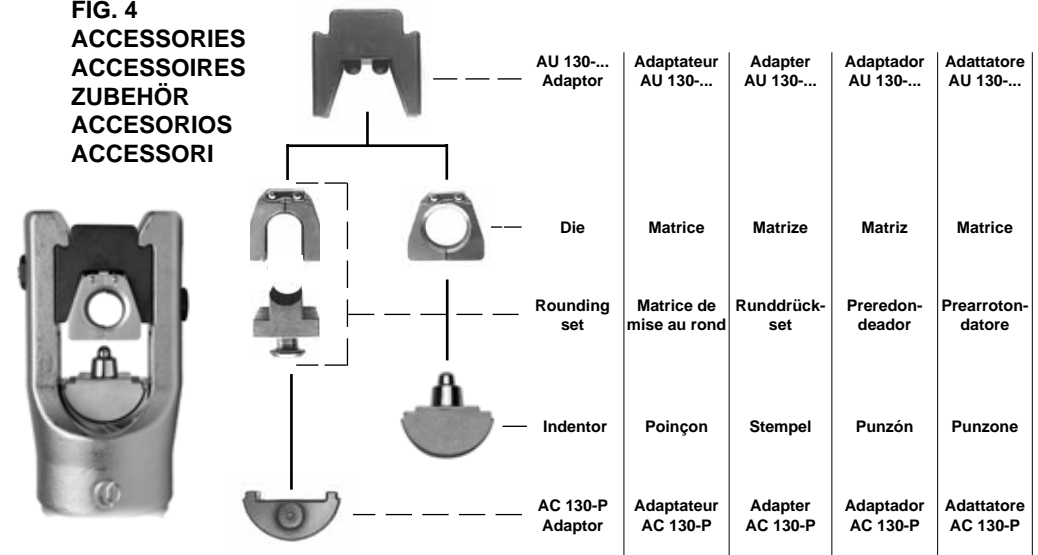 FIG. 4
ACCESSORIES
ACCESSOIRES
ZUBEHÖR
ACCESORIOS
ACCESSORI
AU 130-...
Adaptor
Adaptateur
AU 130-...
Adapter
AU 130-...
Adaptador
AU 130-...
Adattatore
AU 130-...
Die
Matrice
Matrize
Matriz
Matrice
Rounding
set
Matrice de
mise au rond
Runddrück-
set
Preredon-
deador
Prearroton-
datore
Indentor
Poinçon
Stempel
Punzón
Punzone
AC 130-P
Adaptor
Adaptateur
AC 130-P
Adapter
AC 130-P
Adaptador
AC 130-P
Adattatore
AC 130-P